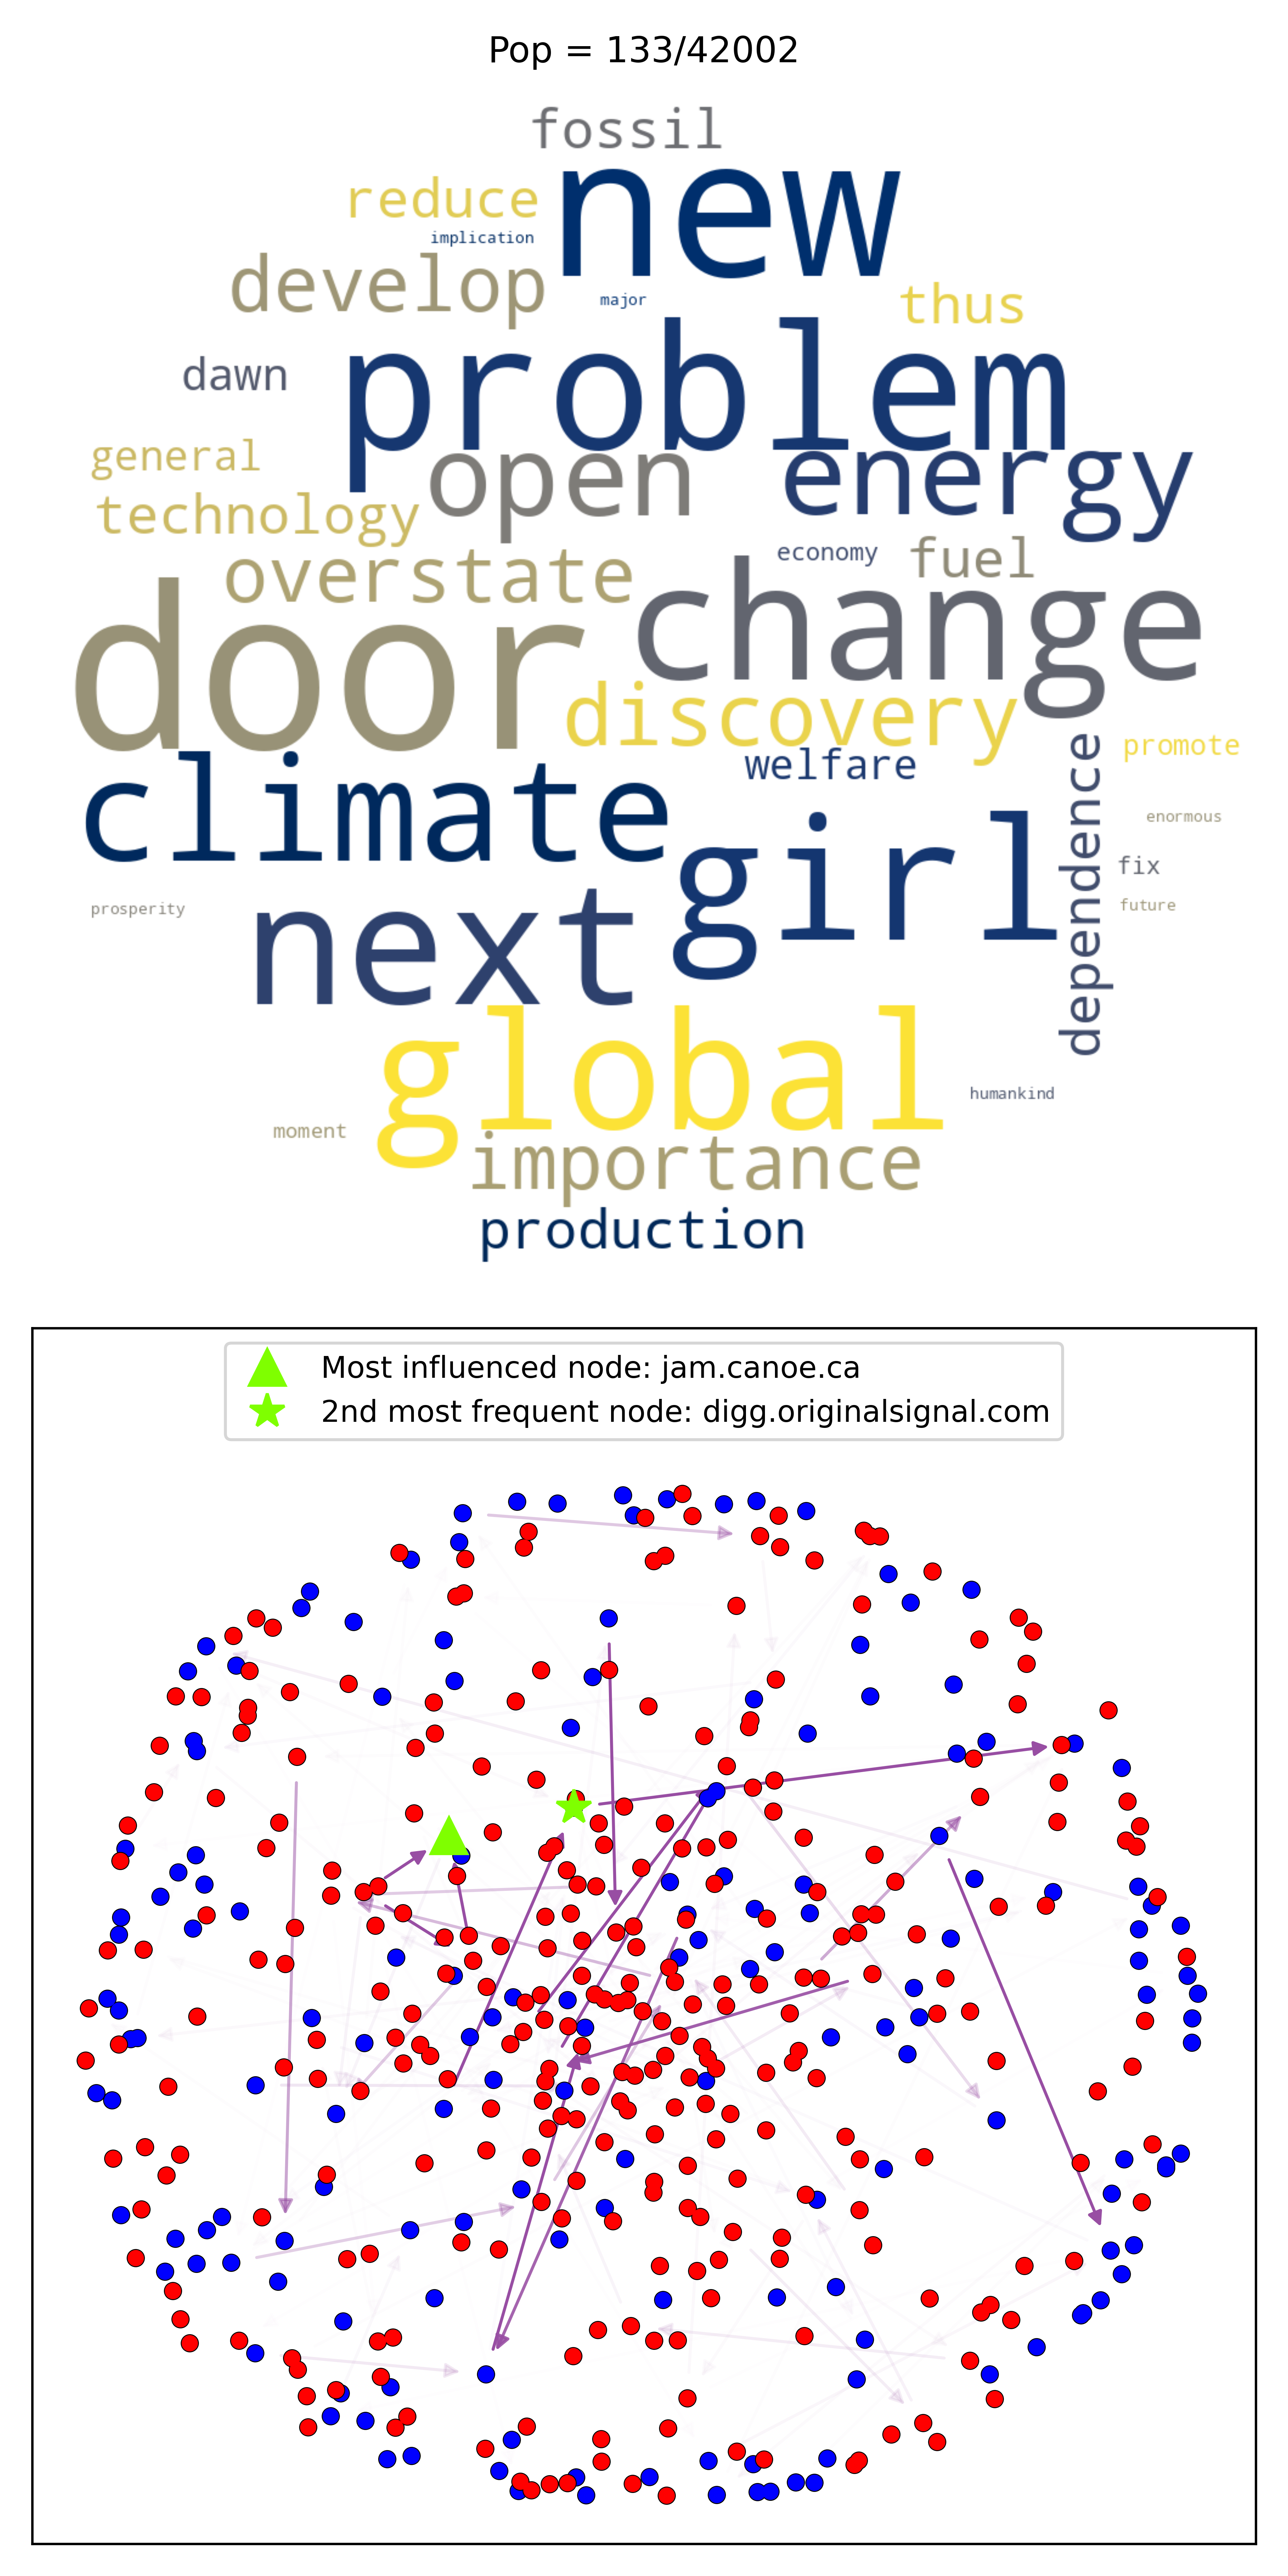 Pop = 133/42002
fossil
new
reduce
implication
develop
major
thus
problem
dawn
general
open
energy
technology
economy
fuel
overstate
change
door
discovery
promote
welfare
climate
dependence
enormous
girl
fix
prosperity
future
next
global
humankind
moment
importance
production
Most influenced node: jam.canoe.ca
2nd most frequent node: digg.originalsignal.com